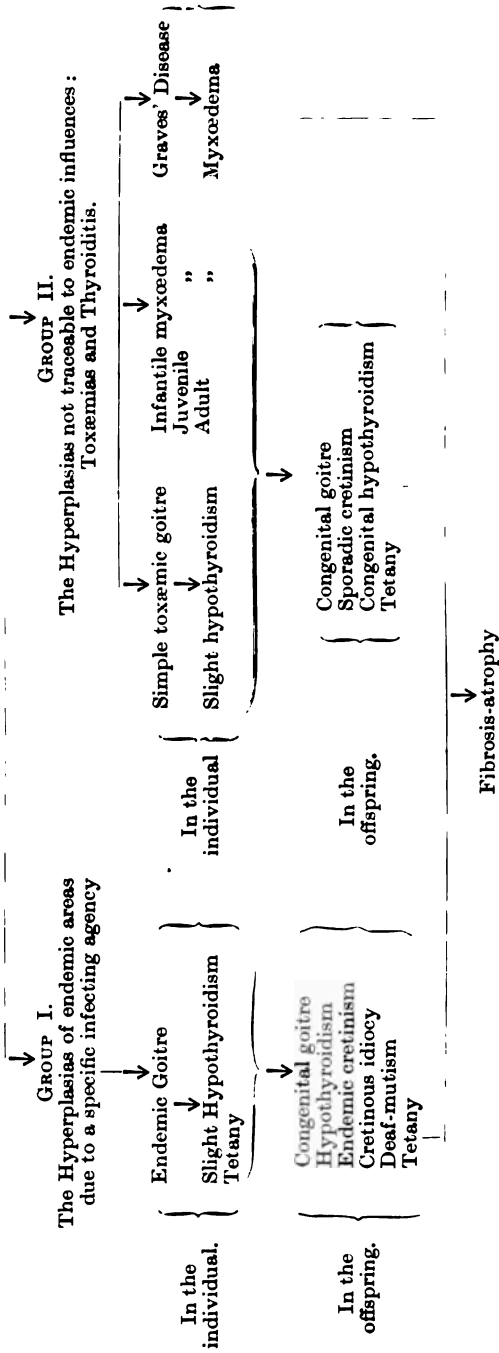 GROUP I.
The Hyperplasias of endemic areas
due to a specific infecting agency
In the
individual.
Endemic Goitre
Slight Hypothyroidism
Tetany
In the
offspring.
Congenital goitre
Hypothyroidism
Endemic cretinism
Cretinous idiocy
Deaf-mutism
Tetany
GROUP II.
The Hyperplasias not traceable to endemic influences :
Toxæmias and Thyroiditis.
In the
individual
Simple toxæmic goitre
Slight hypothyroidism
Infantile myxœdema
Juvenile „
Adult „
Graves' Disease
Myxœdema
In the
offspring.
Congenital goitre
Sporadic cretinism
Congenital hypothyroidism
Tetany
Fibrosis-atrophy